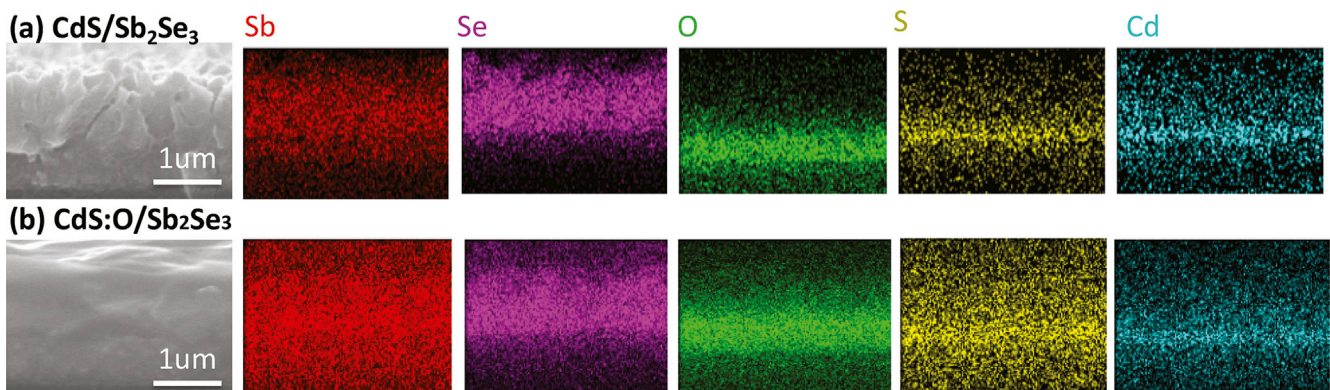 (a) CdS/Sb₂Se₃ Sb Se O S Cd
1um
(b) CdS:O/Sb₂Se₃
1um